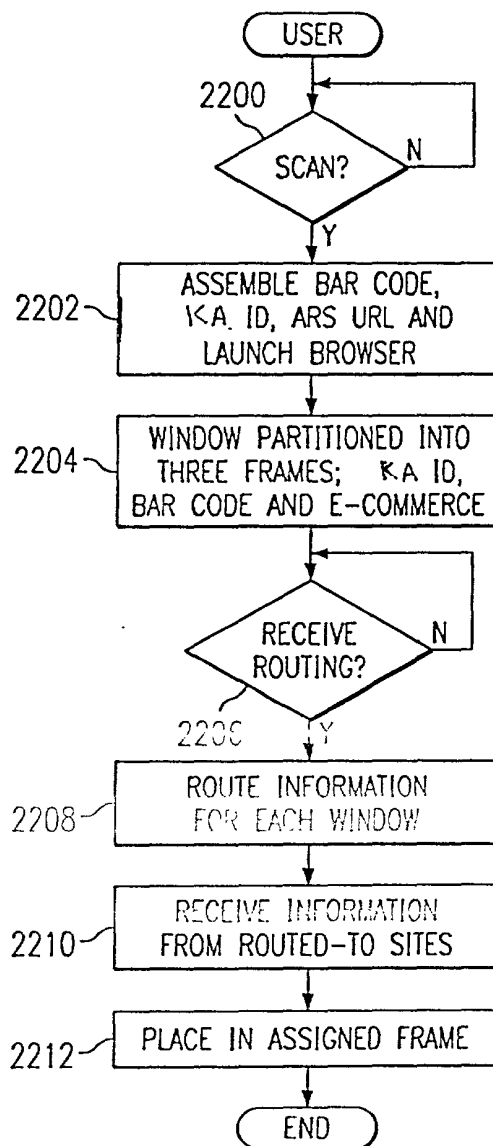 USER
2200
SCAN?
N
Y
2202
ASSEMBLE BAR CODE,
KA ID, ARS URL AND
LAUNCH BROWSER
2204
WINDOW PARTITIONED INTO
THREE FRAMES; KA ID,
BAR CODE AND E-COMMERCE
RECEIVE
ROUTING?
N
2206
Y
2208
ROUTE INFORMATION
FOR EACH WINDOW
2210
RECEIVE INFORMATION
FROM ROUTED-TO SITES
2212
PLACE IN ASSIGNED FRAME
END